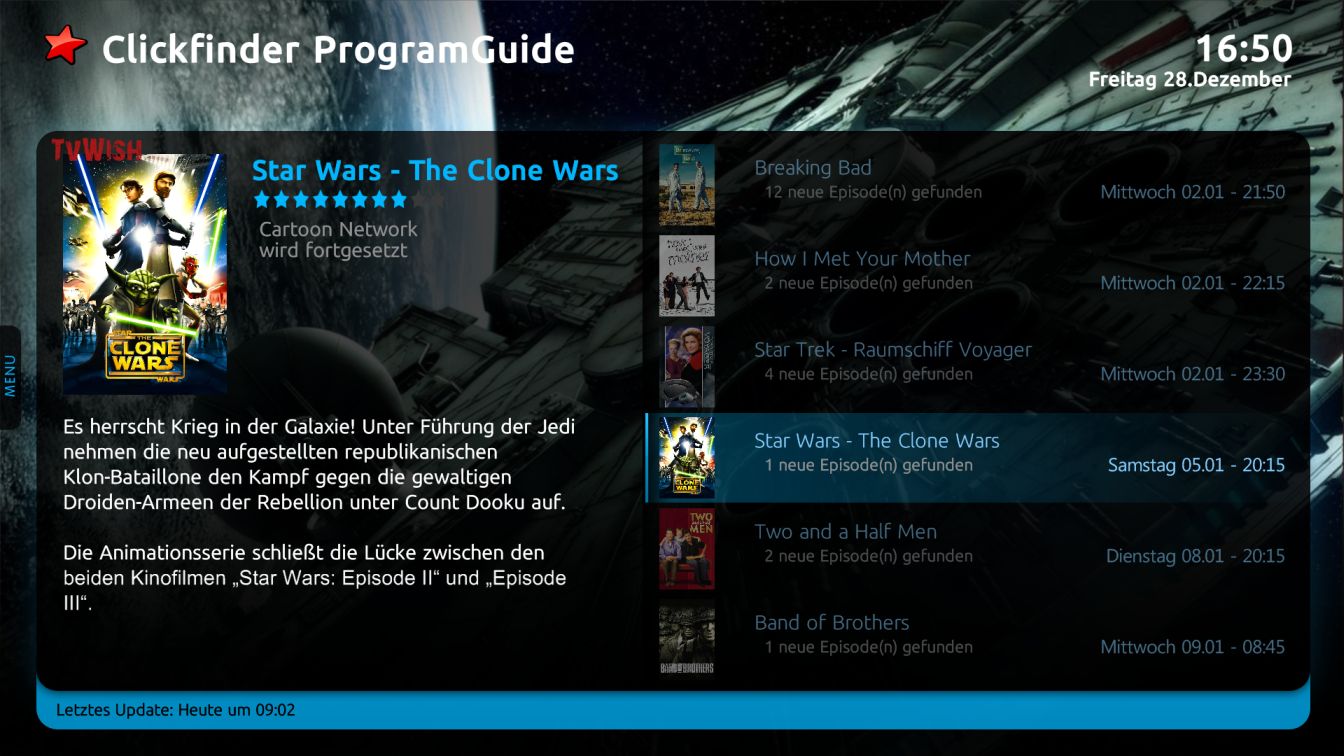 Clickfinder ProgramGuide
16:50
Freitag 28.Dezember
TVWISH
Star Wars - The Clone Wars
Cartoon Network
wird fortgesetzt
STAR THE
CLONE
WARS
WARS
MENU
Es herrscht Krieg in der Galaxie! Unter Führung der Jedi
nehmen die neu aufgestellten republikanischen
Klon-Bataillone den Kampf gegen die gewaltigen
Droiden-Armeen der Rebellion unter Count Dooku auf.
Die Animationsserie schließt die Lücke zwischen den
beiden Kinofilmen „Star Wars: Episode II“ und „Episode
III“.
Breaking Bad
12 neue Episode(n) gefunden
Mittwoch 02.01 - 21:50
How I Met Your Mother
2 neue Episode(n) gefunden
Mittwoch 02.01 - 22:15
Star Trek - Raumschiff Voyager
4 neue Episode(n) gefunden
Mittwoch 02.01 - 23:30
CLONE
WARS
Star Wars - The Clone Wars
1 neue Episode(n) gefunden
Samstag 05.01 - 20:15
TWO
MEN
Two and a Half Men
2 neue Episode(n) gefunden
Dienstag 08.01 - 20:15
BAND OF BROTHERS
Band of Brothers
1 neue Episode(n) gefunden
Mittwoch 09.01 - 08:45
Letztes Update: Heute um 09:02